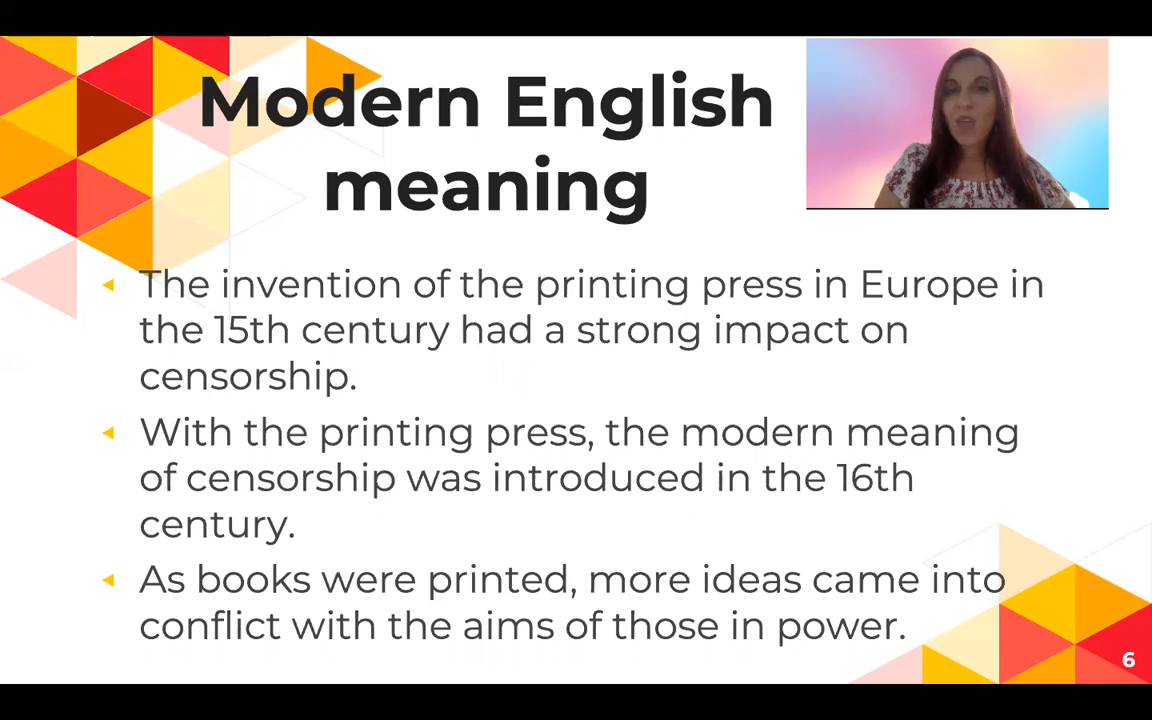 Modern English
meaning
The invention of the printing press in Europe in
the 15th century had a strong impact on
censorship.
With the printing press, the modern meaning
of censorship was introduced in the 16th
century.
As books were printed, more ideas came into
conflict with the aims of those in power.
6